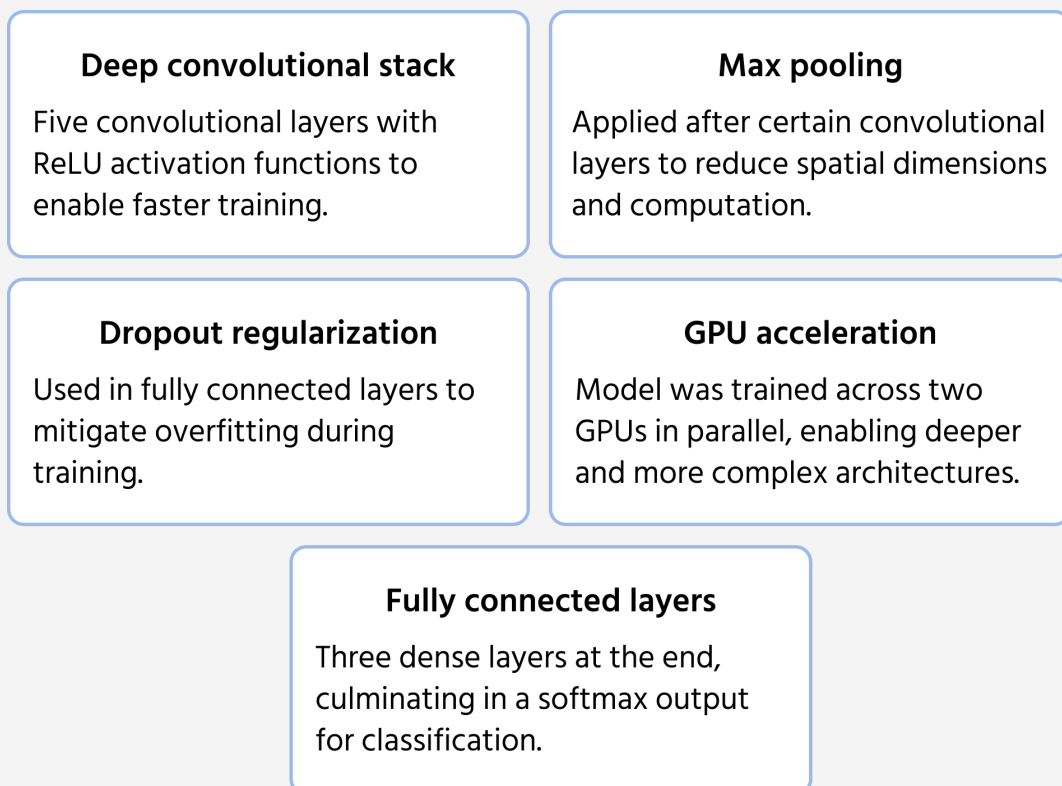 Deep convolutional stack
Five convolutional layers with
ReLU activation functions to
enable faster training.
Max pooling
Applied after certain convolutional
layers to reduce spatial dimensions
and computation.
Dropout regularization
Used in fully connected layers to
mitigate overfitting during
training.
GPU acceleration
Model was trained across two
GPUs in parallel, enabling deeper
and more complex architectures.
Fully connected layers
Three dense layers at the end,
culminating in a softmax output
for classification.